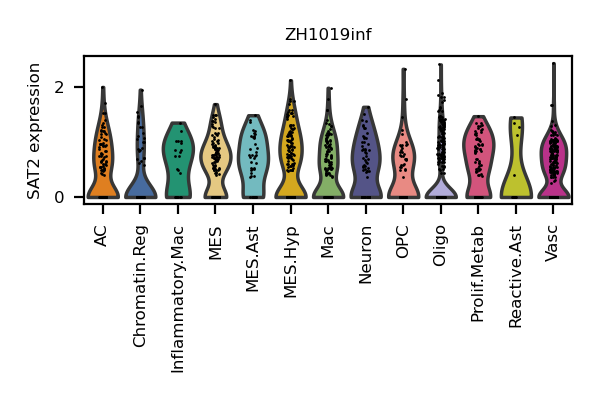 ZH1019inf
SAT2 expression
2
0
AC
Chromatin.Reg
Inflammatory.Mac
MES
MES.Ast
MES.Hyp
Mac
Neuron
OPC
Oligo
Prolif.Metab
Reactive.Ast
Vasc